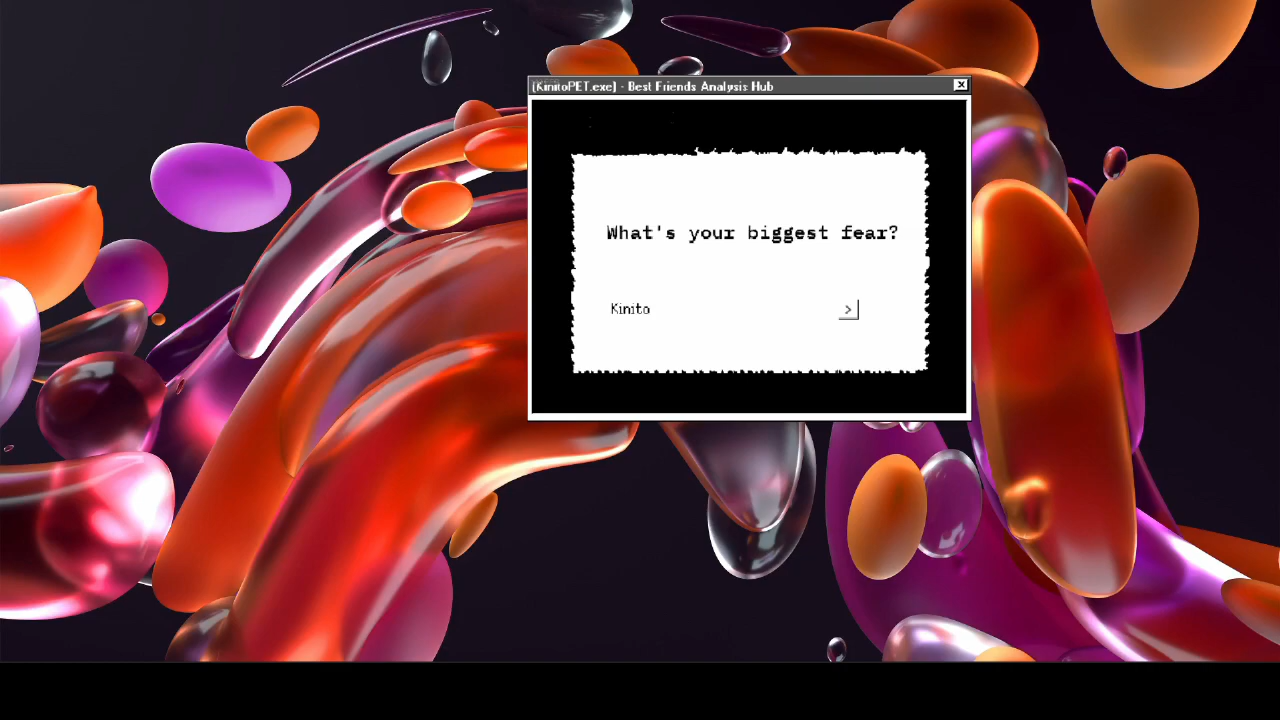 [KinitoPET.exe] - Best Friends Analysis Hub
What's your biggest fear?
Kinito
>